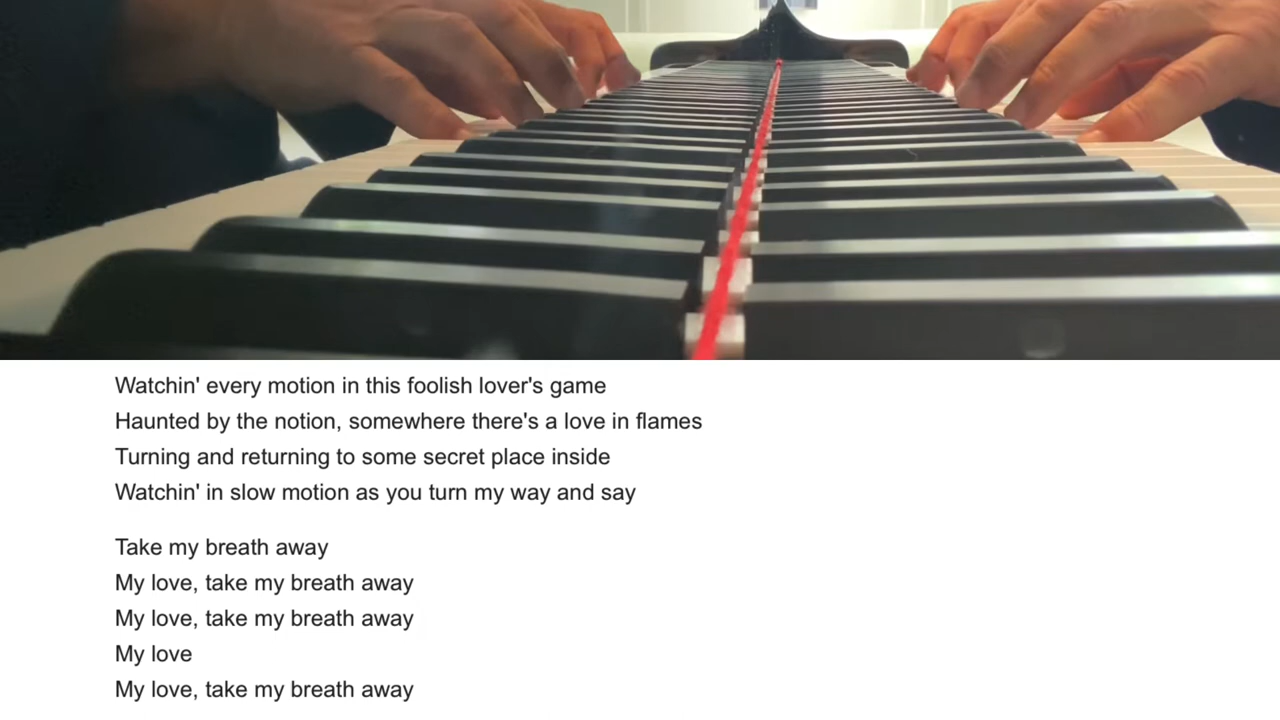 Watchin' every motion in this foolish lover's game
Haunted by the notion, somewhere there's a love in flames
Turning and returning to some secret place inside
Watchin' in slow motion as you turn my way and say
Take my breath away
My love, take my breath away
My love, take my breath away
My love
My love, take my breath away